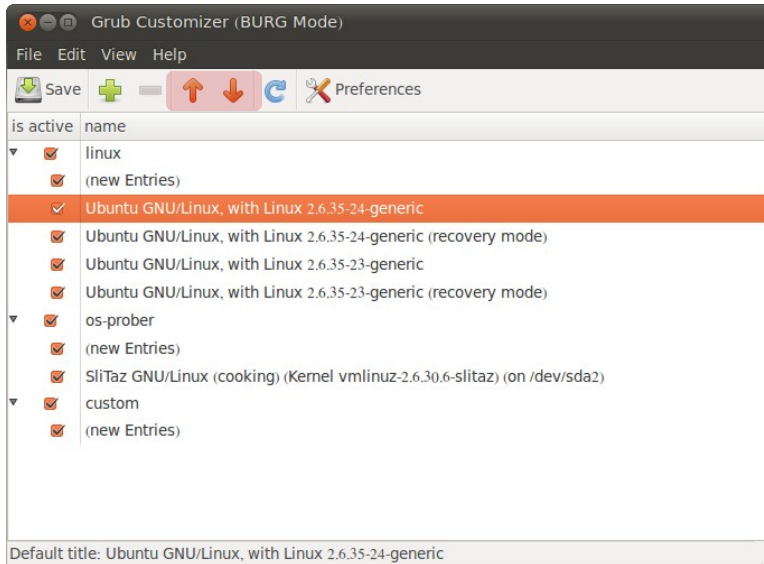 Grub Customizer (BURG Mode)
File Edit View Help
Save Preferences
is active name
linux
(new Entries)
Ubuntu GNU/Linux, with Linux 2.6.35-24-generic
Ubuntu GNU/Linux, with Linux 2.6.35-24-generic (recovery mode)
Ubuntu GNU/Linux, with Linux 2.6.35-23-generic
Ubuntu GNU/Linux, with Linux 2.6.35-23-generic (recovery mode)
os-prober
(new Entries)
SliTaz GNU/Linux (cooking) (Kernel vmlinuz-2.6.30.6-slitaz) (on /dev/sda2)
custom
(new Entries)
Default title: Ubuntu GNU/Linux, with Linux 2.6.35-24-generic